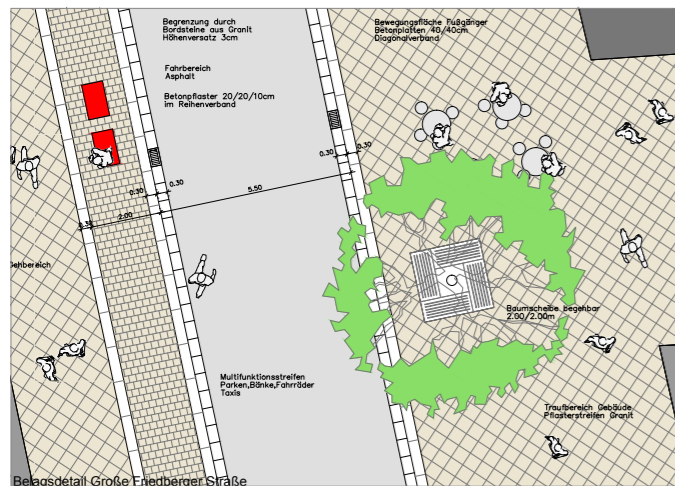 Begrenzung durch
Bordsteine aus Granit
Höhenversatz 3cm
Fahrbereich
Asphalt
Betonpflaster 20/20/10cm
im Reihenverband
Bewegungsfläche Fußgänger
Betonplatten 40/40cm
Diagonalverband
0.30
0.30
0.30
0.30
5.50
2.00
0.30
Gehbereich
Baumscheibe begehbar
2.00/2.00m
Multifunktionsstreifen
Parken,Bänke,Fahrräder
Taxis
Traufbereich Gebäude
Pflasterstreifen Granit
Belagsdetail Große Friedberger Straße